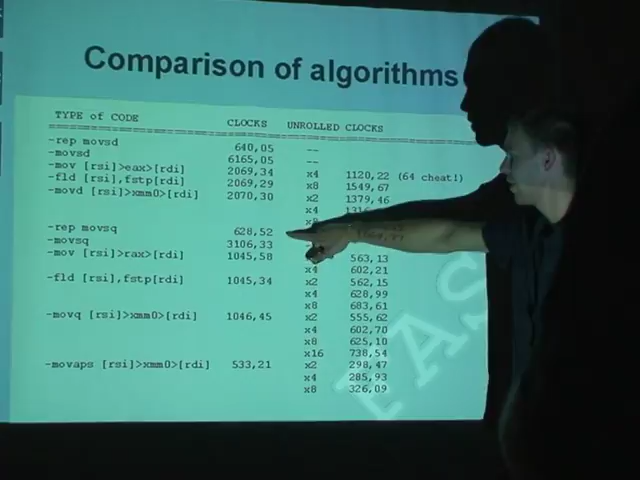 Comparison of algorithms
TYPE of CODE CLOCKS UNROLLED CLOCKS
-rep movsd 640,05 --
-movsd 6165,05 --
-mov [rsi]>eax>[rdi] 2069,34 x4 1120,22 (64 cheat!)
-fld [rsi],fstp[rdi] 2069,29 x8 1549,67
-movd [rsi]>xmm0>[rdi] 2070,30 x2 1379,46
x4
x8
-rep movsq 628,52
-movsq 3106,33
-mov [rsi]>rax>[rdi] 1045,58 563,13
x4 602,21
-fld [rsi],fstp[rdi] 1045,34 x2 562,15
x4 628,99
x8 683,61
-movq [rsi]>xmm0>[rdi] 1046,45 x2 555,62
x4 602,70
x8 625,10
x16 738,54
-movaps [rsi]>xmm0>[rdi] 533,21 x2 298,47
x4 285,93
x8 326,09
FAS